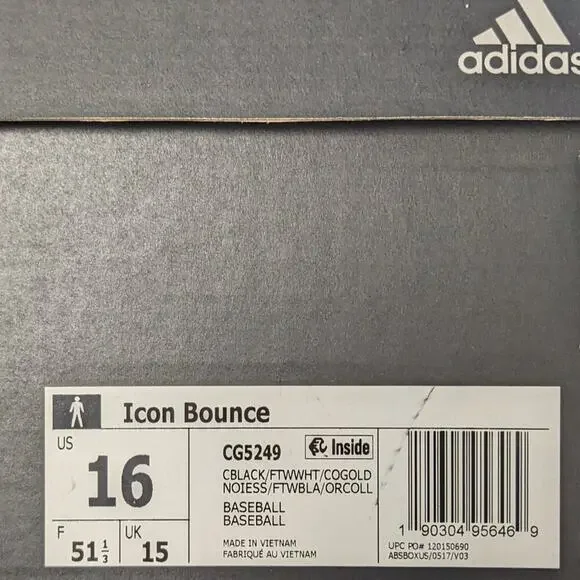 adidas
Icon Bounce
US
16
F
51 1/3
UK
15
CG5249
Inside
CBLACK/FTWWHT/COGOLD
NOIESS/FTWBLA/ORCOLL
BASEBALL
BASEBALL
MADE IN VIETNAM
FABRIQUÉ AU VIETNAM
1 90304 95646 9
UPC PO# 120150690
ABSBOXUS/0517/V03